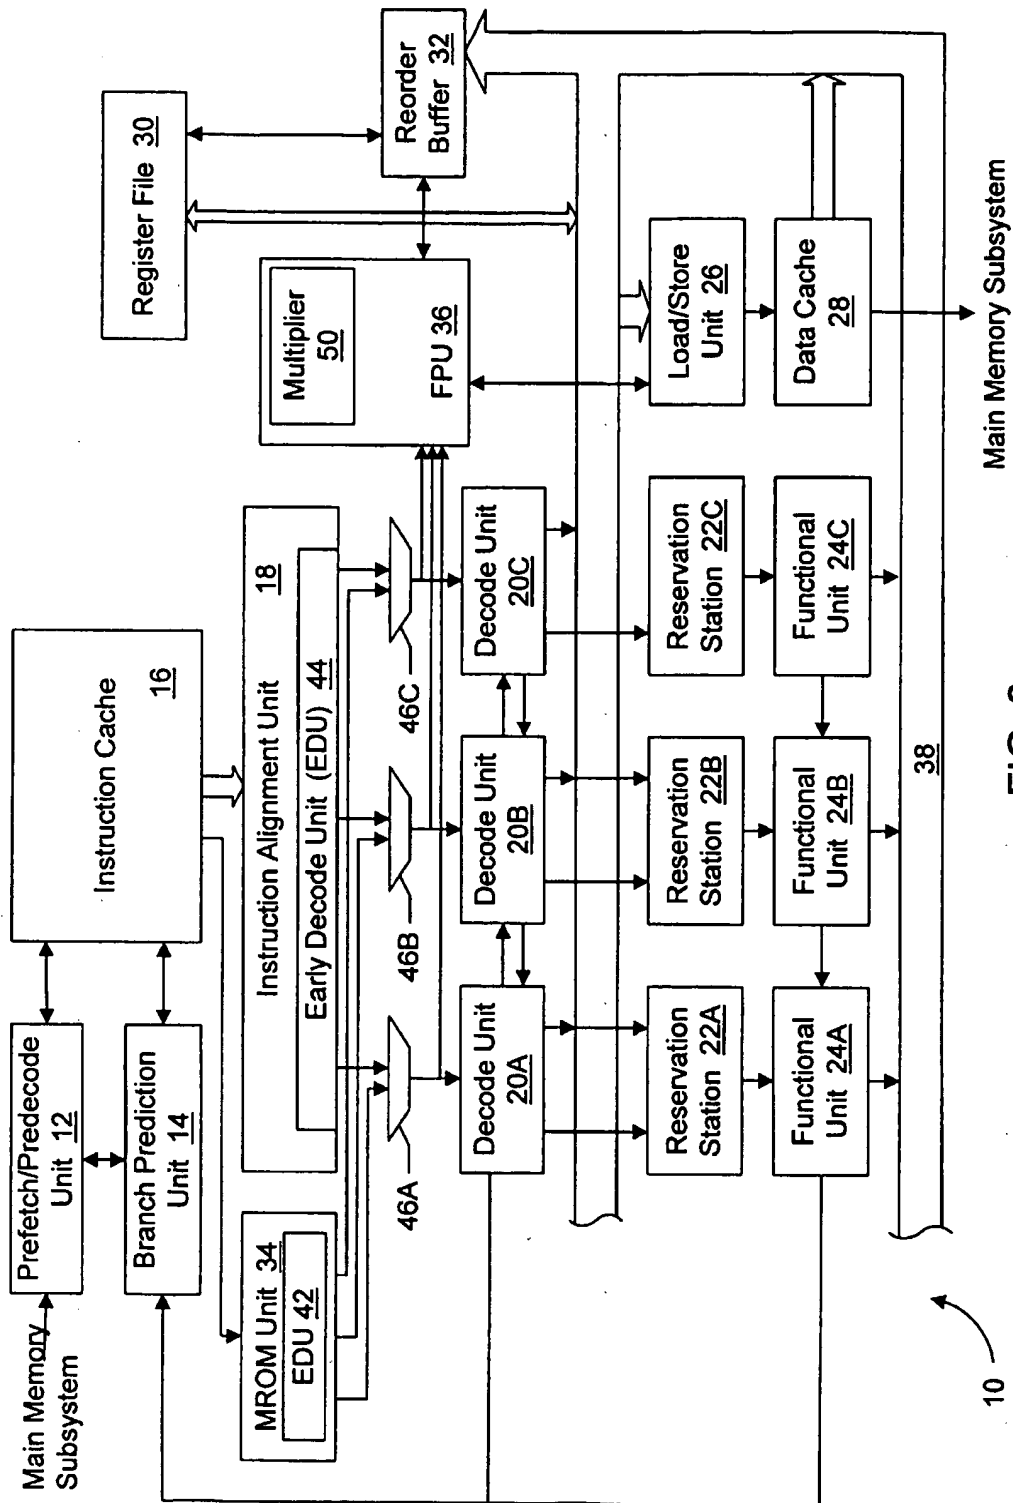 Main Memory
Subsystem
Prefetch/Predecode
Unit 12
Branch Prediction
Unit 14
Instruction Cache
16
Register File 30
Reorder
Buffer 32
MROM Unit 34
EDU 42
Instruction Alignment Unit
18
Early Decode Unit (EDU) 44
Multiplier
50
FPU 36
46A
46B
46C
Decode Unit
20A
Decode Unit
20B
Decode Unit
20C
Reservation
Station 22A
Reservation
Station 22B
Reservation
Station 22C
Load/Store
Unit 26
Functional
Unit 24A
Functional
Unit 24B
Functional
Unit 24C
Data Cache
28
38
10
Main Memory Subsystem